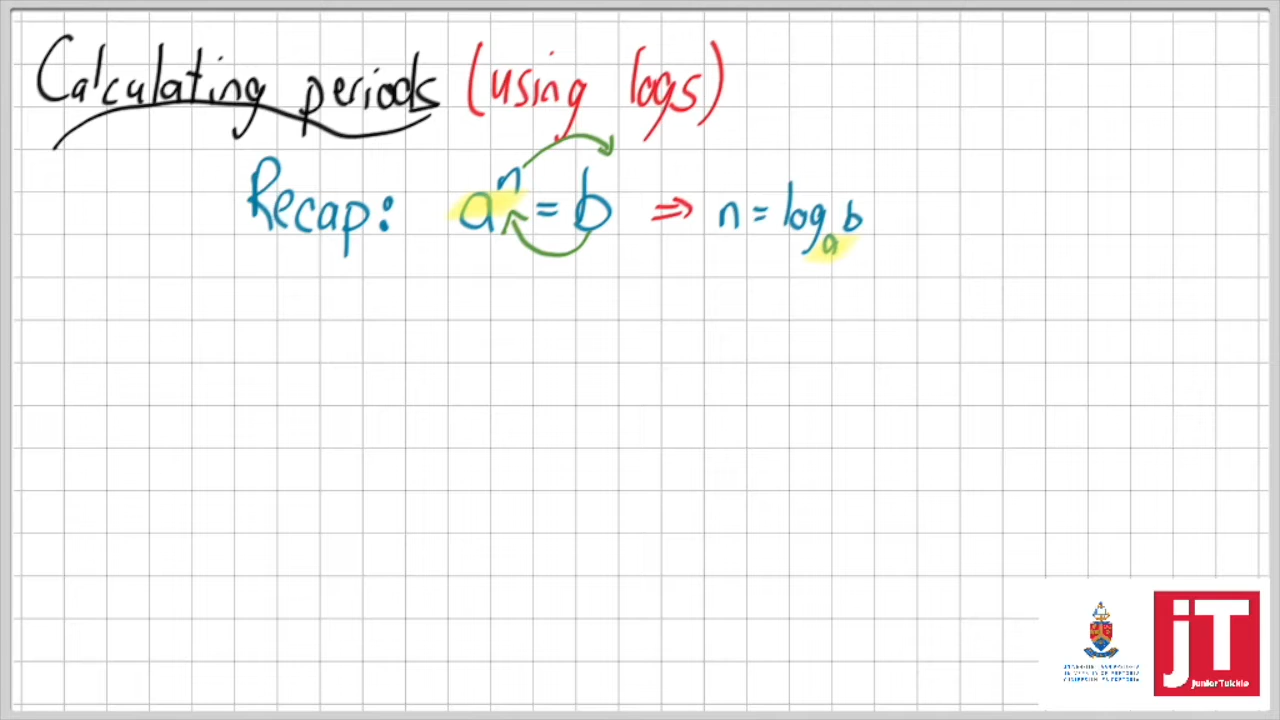 Calculating periods (using logs)
Recap: aⁿ = b ⇒ n = logₐ b
jT
JuniorTukkie